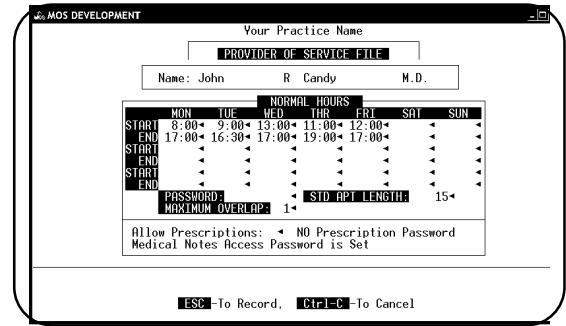 MOS DEVELOPMENT
Your Practice Name
PROVIDER OF SERVICE FILE
Name: John R Candy M.D.
NORMAL HOURS
MON TUE WED THR FRI SAT SUN
START 8:00◄ 9:00◄ 13:00◄ 11:00◄ 12:00◄ ◄ ◄
END 17:00◄ 16:30◄ 17:00◄ 19:00◄ 17:00◄ ◄ ◄
START ◄ ◄ ◄ ◄ ◄ ◄ ◄
END ◄ ◄ ◄ ◄ ◄ ◄ ◄
START ◄ ◄ ◄ ◄ ◄ ◄ ◄
END ◄ ◄ ◄ ◄ ◄ ◄ ◄
PASSWORD: ◄ STD APT LENGTH: 15◄
MAXIMUM OVERLAP: 1◄
Allow Prescriptions: ◄ NO Prescription Password
Medical Notes Access Password is Set
ESC -To Record, Ctrl-C -To Cancel